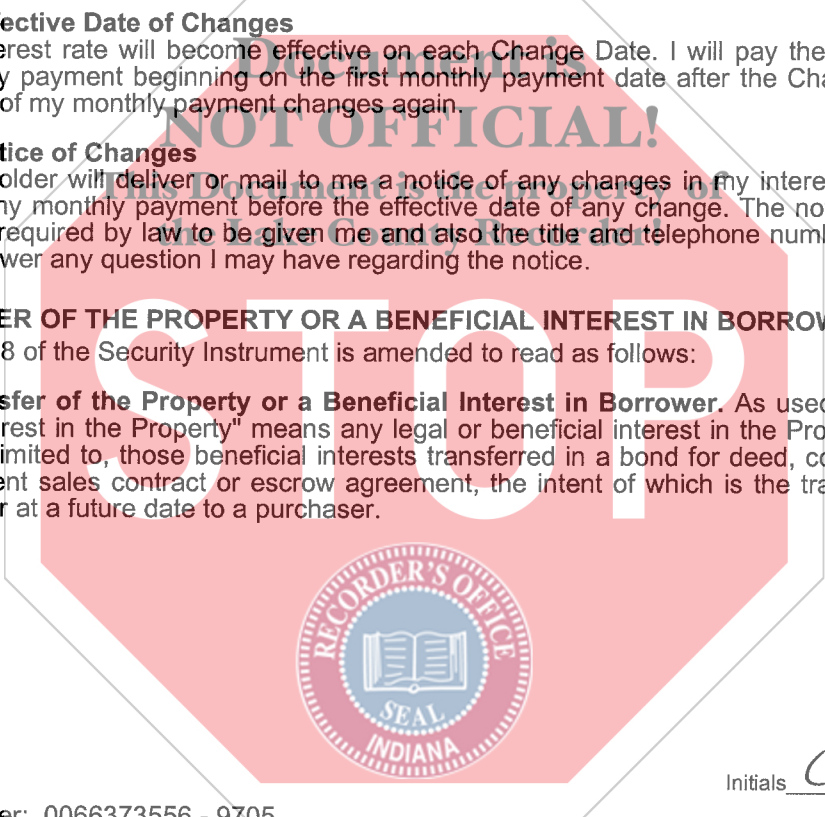 ective Date of Changes
erest rate will become effective on each Change Date. I will pay the
y payment beginning on the first monthly payment date after the Cha
of my monthly payment changes again.
Document is
NOT OFFICIAL!
This Document is the property of
the Lake County Recorder!
tice of Changes
older will deliver or mail to me a notice of any changes in my intere
ny monthly payment before the effective date of any change. The no
required by law to be given me and also the title and telephone num
wer any question I may have regarding the notice.
ER OF THE PROPERTY OR A BENEFICIAL INTEREST IN BORROW
8 of the Security Instrument is amended to read as follows:
STOP
sfer of the Property or a Beneficial Interest in Borrower. As used
rest in the Property" means any legal or beneficial interest in the Pro
imited to, those beneficial interests transferred in a bond for deed, co
ent sales contract or escrow agreement, the intent of which is the tra
r at a future date to a purchaser.
RECORDER'S OFFICE
SEAL
INDIANA
Initials
er: 0066373556 - 9705